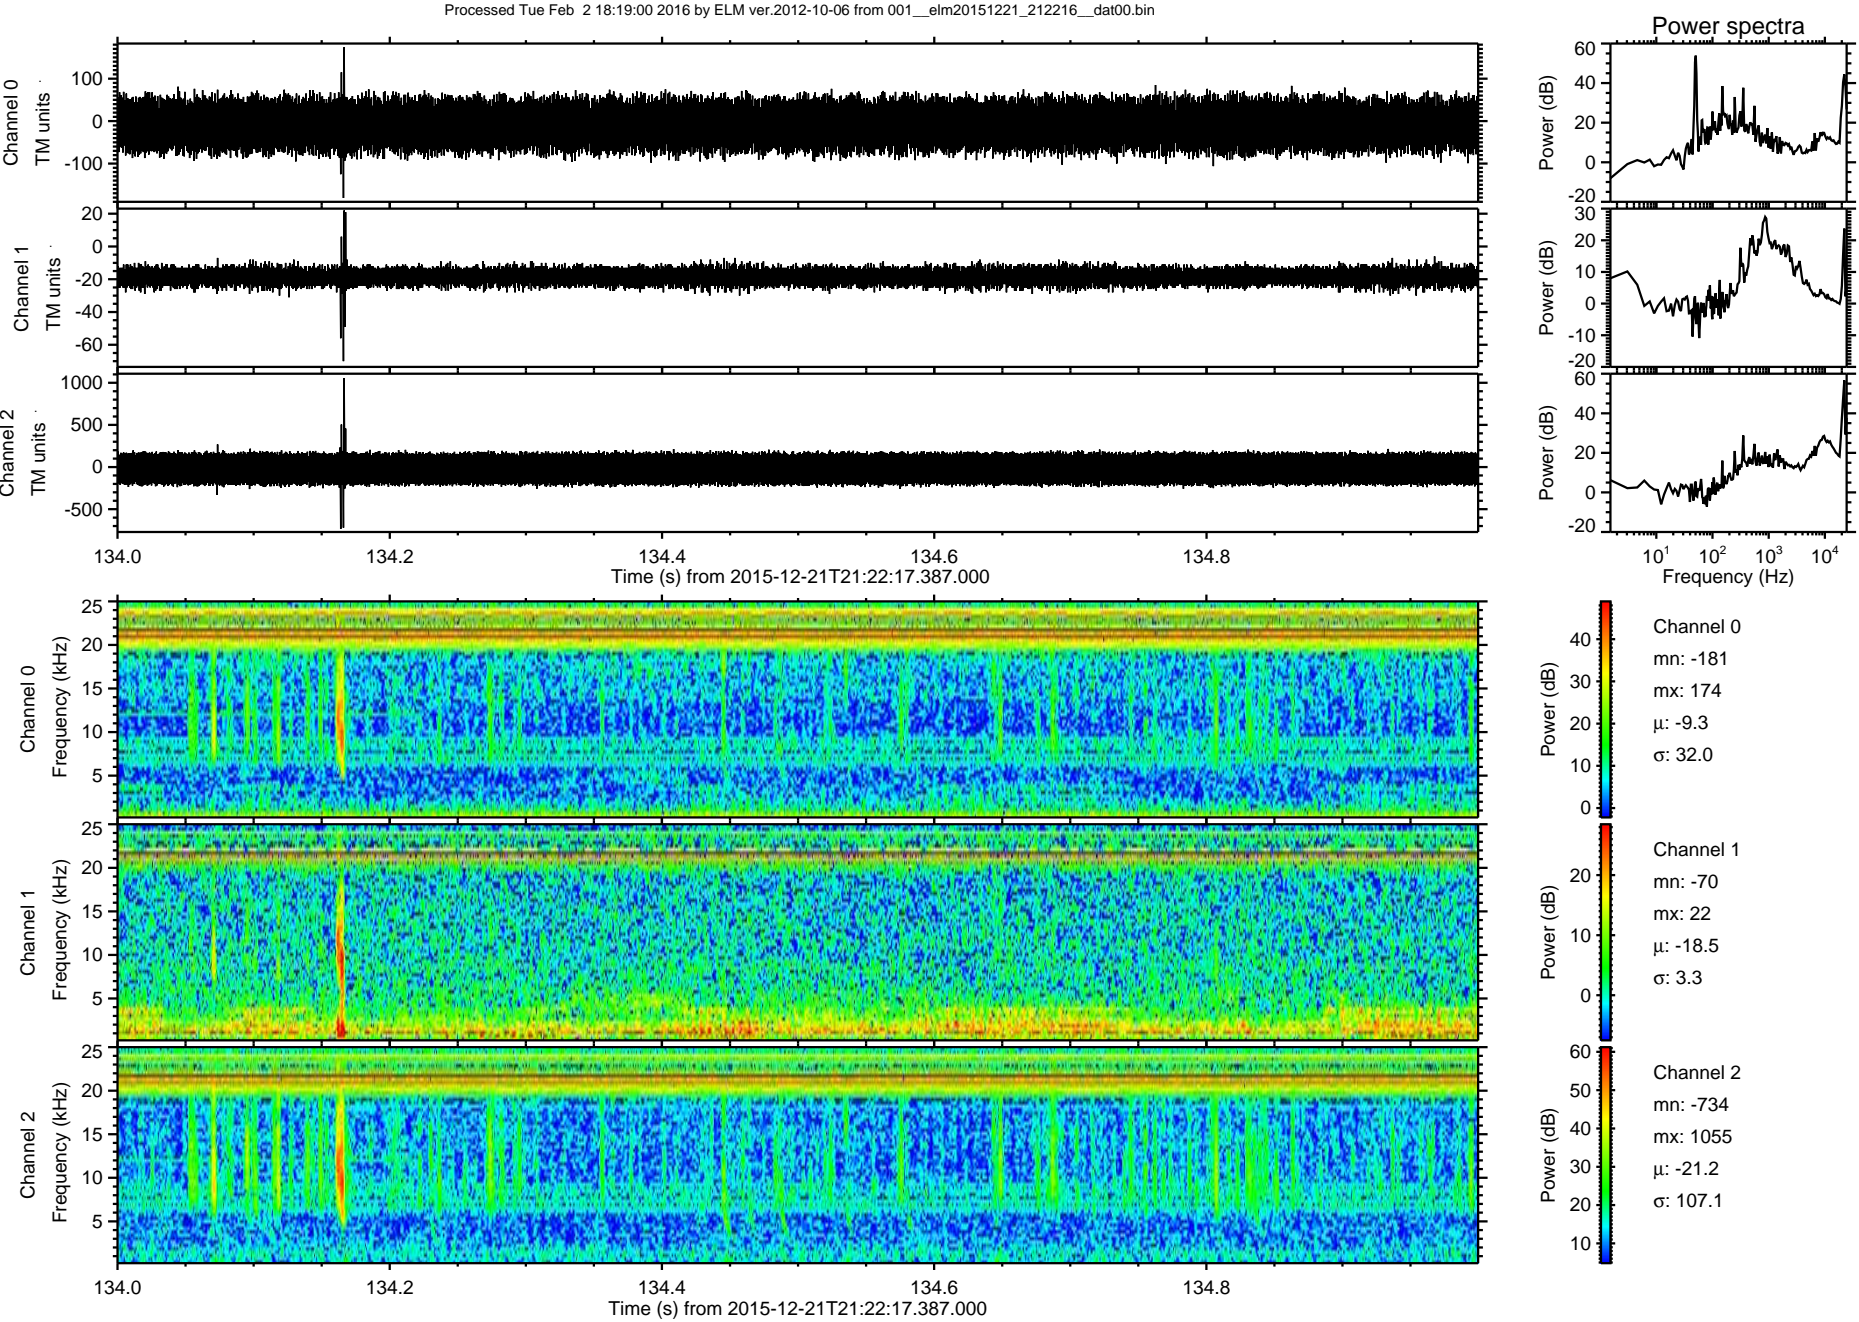 Processed Tue Feb  2 18:19:00 2016 by ELM ver.2012-10-06 from 001__elm20151221_212216__dat00.bin
Power spectra
Channel 0
TM units
100
0
-100
Power (dB)
60
40
20
0
-20
Channel 1
TM units
20
0
-20
-40
-60
Power (dB)
30
20
10
0
-10
-20
Channel 2
TM units
1000
500
0
-500
Power (dB)
60
40
20
0
-20
134.0 134.2 134.4 134.6 134.8
Time (s) from 2015-12-21T21:22:17.387.000
10¹ 10² 10³ 10⁴
Frequency (Hz)
Channel 0
Frequency (kHz)
25
20
15
10
5
Power (dB)
40
30
20
10
0
Channel 0
mn: -181
mx: 174
μ: -9.3
σ: 32.0
Channel 1
Frequency (kHz)
25
20
15
10
5
Power (dB)
20
10
0
Channel 1
mn: -70
mx: 22
μ: -18.5
σ: 3.3
Channel 2
Frequency (kHz)
25
20
15
10
5
Power (dB)
60
50
40
30
20
10
Channel 2
mn: -734
mx: 1055
μ: -21.2
σ: 107.1
134.0 134.2 134.4 134.6 134.8
Time (s) from 2015-12-21T21:22:17.387.000